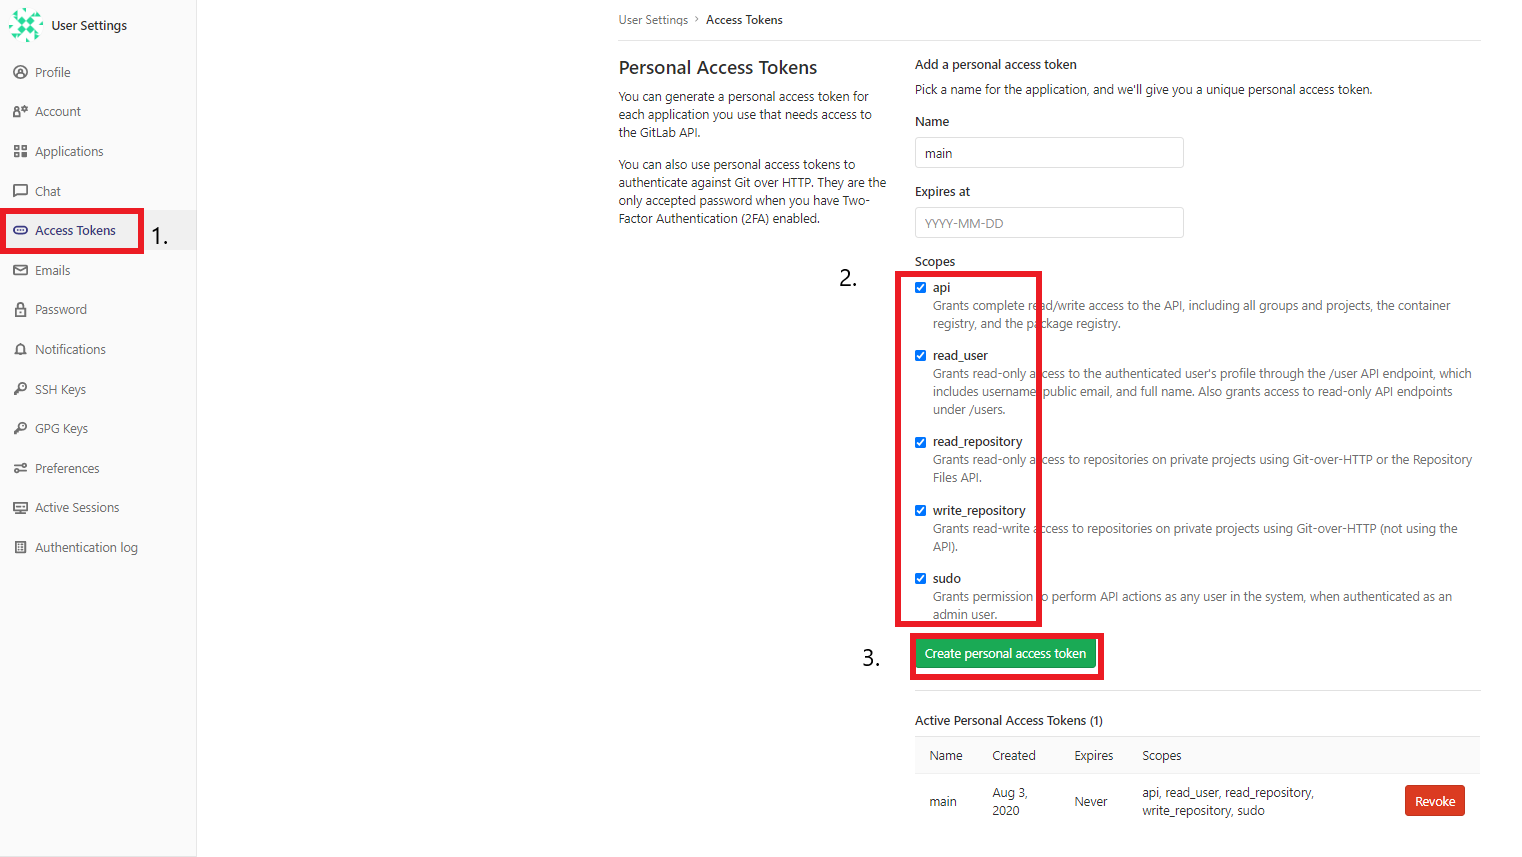 User Settings
Profile
Account
Applications
Chat
Access Tokens
1.
Emails
Password
Notifications
SSH Keys
GPG Keys
Preferences
Active Sessions
Authentication log
User Settings › Access Tokens
Personal Access Tokens
You can generate a personal access token for
each application you use that needs access to
the GitLab API.
You can also use personal access tokens to
authenticate against Git over HTTP. They are the
only accepted password when you have Two-
Factor Authentication (2FA) enabled.
Add a personal access token
Pick a name for the application, and we'll give you a unique personal access token.
Name
main
Expires at
YYYY-MM-DD
Scopes
2.
api
Grants complete read/write access to the API, including all groups and projects, the container
registry, and the package registry.
read_user
Grants read-only access to the authenticated user's profile through the /user API endpoint, which
includes username, public email, and full name. Also grants access to read-only API endpoints
under /users.
read_repository
Grants read-only access to repositories on private projects using Git-over-HTTP or the Repository
Files API.
write_repository
Grants read-write access to repositories on private projects using Git-over-HTTP (not using the
API).
sudo
Grants permission to perform API actions as any user in the system, when authenticated as an
admin user.
3.
Create personal access token
Active Personal Access Tokens (1)
Name Created Expires Scopes
main Aug 3, 2020 Never api, read_user, read_repository, write_repository, sudo Revoke